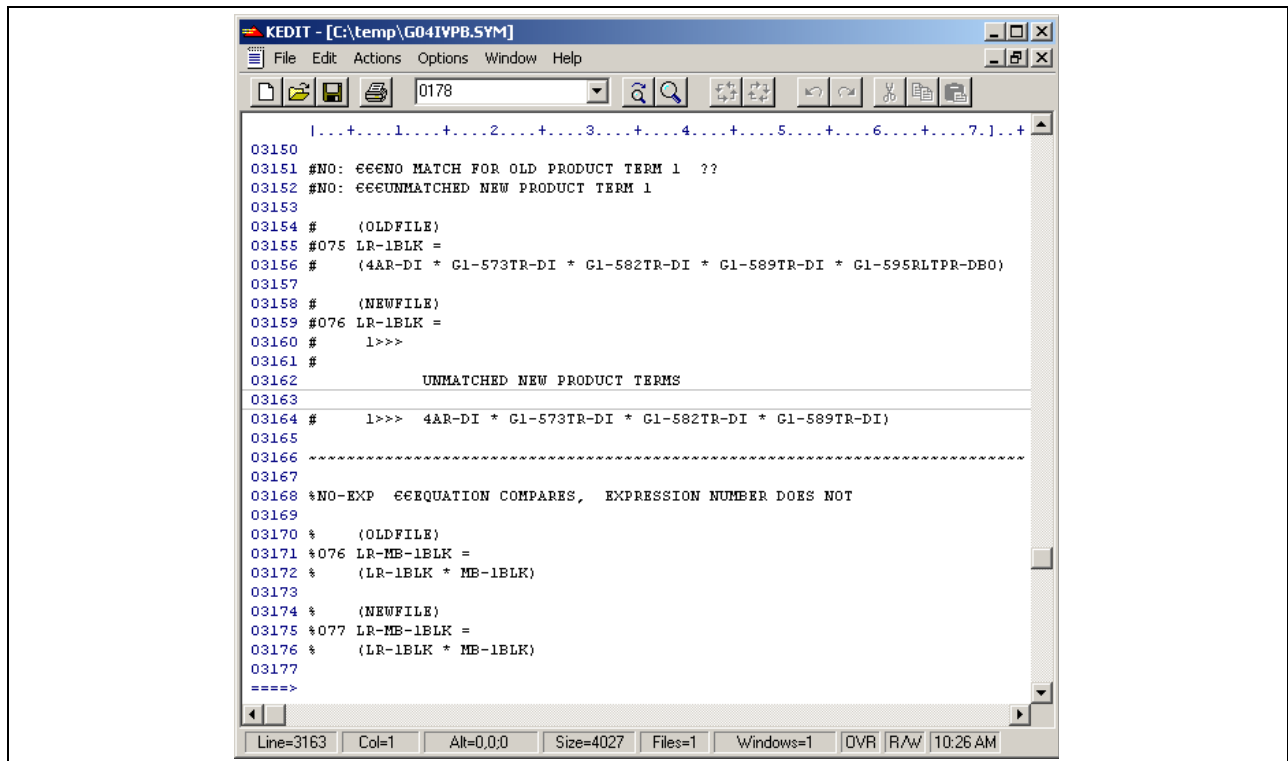 KEDIT - [C:\temp\G04IVPB.SYM]
File Edit Actions Options Window Help
0178
|...+....1....+....2....+....3....+....4....+....5....+....6....+....7.]..+
03150
03151 #NO: €€€NO MATCH FOR OLD PRODUCT TERM 1  ??
03152 #NO: €€€UNMATCHED NEW PRODUCT TERM 1
03153
03154 #    (OLDFILE)
03155 #075 LR-1BLK =
03156 #    (4AR-DI * G1-573TR-DI * G1-582TR-DI * G1-589TR-DI * G1-595RLTPR-DBO)
03157
03158 #    (NEWFILE)
03159 #076 LR-1BLK =
03160 #     1>>>
03161 #
03162            UNMATCHED NEW PRODUCT TERMS
03163
03164 #     1>>>  4AR-DI * G1-573TR-DI * G1-582TR-DI * G1-589TR-DI)
03165
03166 ~~~~~~~~~~~~~~~~~~~~~~~~~~~~~~~~~~~~~~~~~~~~~~~~~~~~~~~~~~~~~~~~~~~~~~~~~~~
03167
03168 %NO-EXP  €€EQUATION COMPARES,  EXPRESSION NUMBER DOES NOT
03169
03170 %    (OLDFILE)
03171 %076 LR-MB-1BLK =
03172 %    (LR-1BLK * MB-1BLK)
03173
03174 %    (NEWFILE)
03175 %077 LR-MB-1BLK =
03176 %    (LR-1BLK * MB-1BLK)
03177
====>
Line=3163 Col=1 Alt=0,0;0 Size=4027 Files=1 Windows=1 OVR R/W 10:26 AM